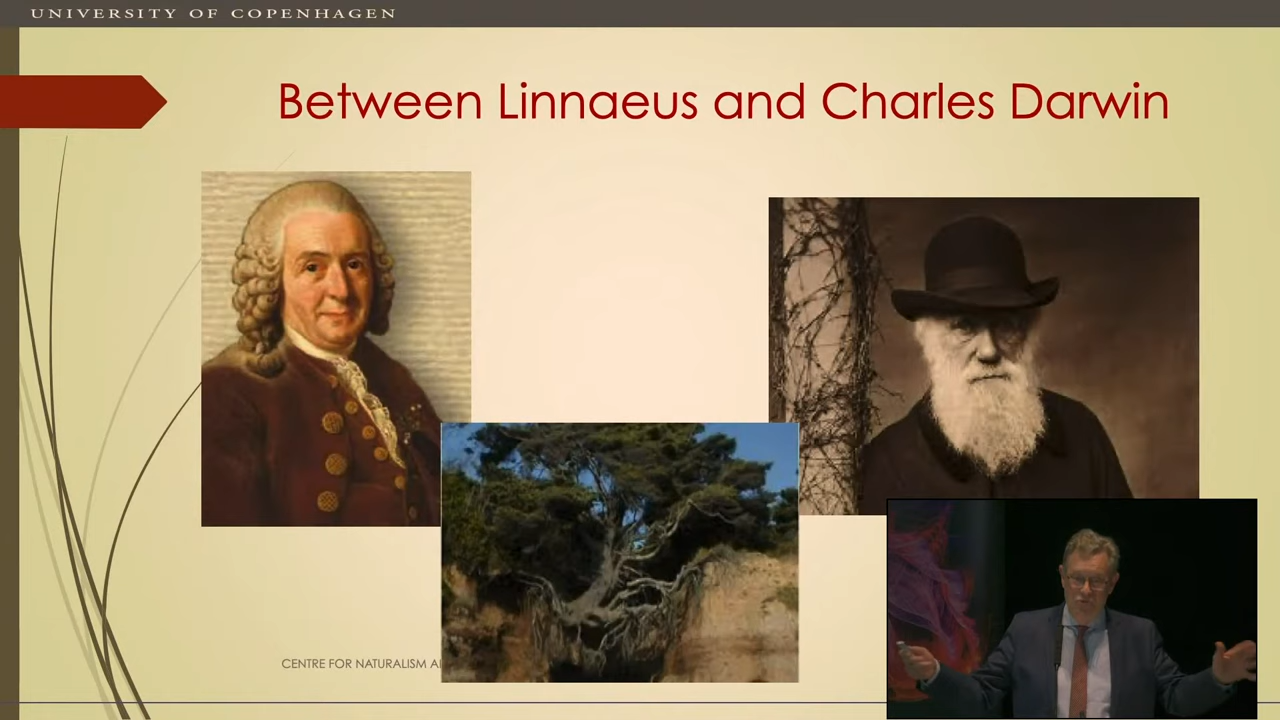 UNIVERSITY OF COPENHAGEN
Between Linnaeus and Charles Darwin
CENTRE FOR NATURALISM